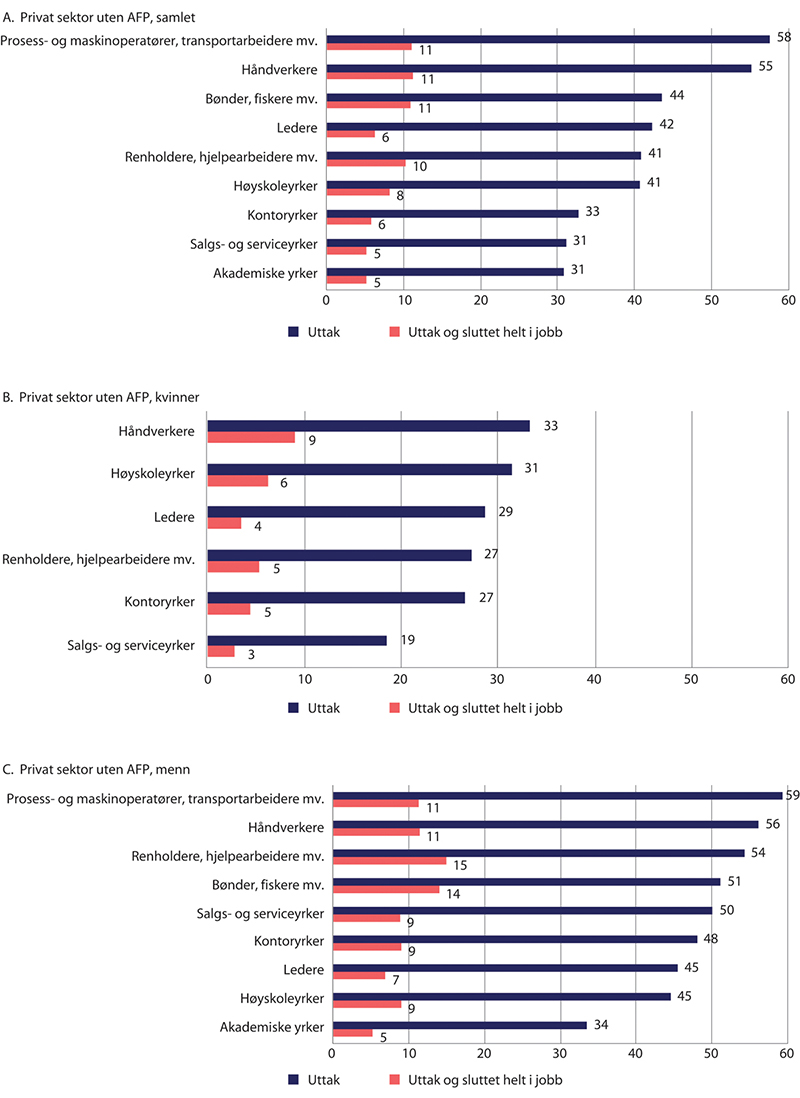 A. Privat sektor uten AFP, samlet
Prosess- og maskinoperatører, transportarbeidere mv. 58
11
Håndverkere 55
11
Bønder, fiskere mv. 44
11
Ledere 42
6
Renholdere, hjelpearbeidere mv. 41
10
Høyskoleyrker 41
8
Kontoryrker 33
6
Salgs- og serviceyrker 31
5
Akademiske yrker 31
5
0 10 20 30 40 50 60
Uttak Uttak og sluttet helt i jobb
B. Privat sektor uten AFP, kvinner
Håndverkere 33
9
Høyskoleyrker 31
6
Ledere 29
4
Renholdere, hjelpearbeidere mv. 27
5
Kontoryrker 27
5
Salgs- og serviceyrker 19
3
0 10 20 30 40 50 60
Uttak Uttak og sluttet helt i jobb
C. Privat sektor uten AFP, menn
Prosess- og maskinoperatører, transportarbeidere mv. 59
11
Håndverkere 56
11
Renholdere, hjelpearbeidere mv. 54
15
Bønder, fiskere mv. 51
14
Salgs- og serviceyrker 50
9
Kontoryrker 48
9
Ledere 45
7
Høyskoleyrker 45
9
Akademiske yrker 34
5
0 10 20 30 40 50 60
Uttak Uttak og sluttet helt i jobb